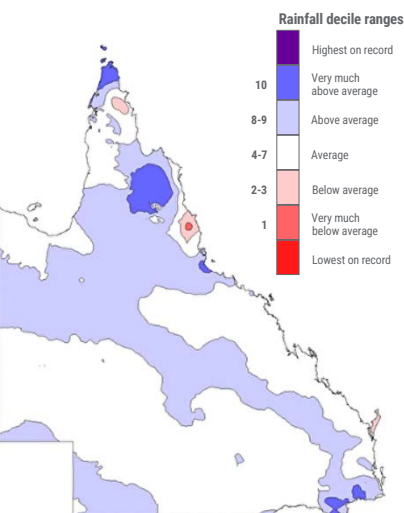 Rainfall decile ranges
Highest on record
10
Very much
above average
8-9
Above average
4-7
Average
2-3
Below average
1
Very much
below average
Lowest on record